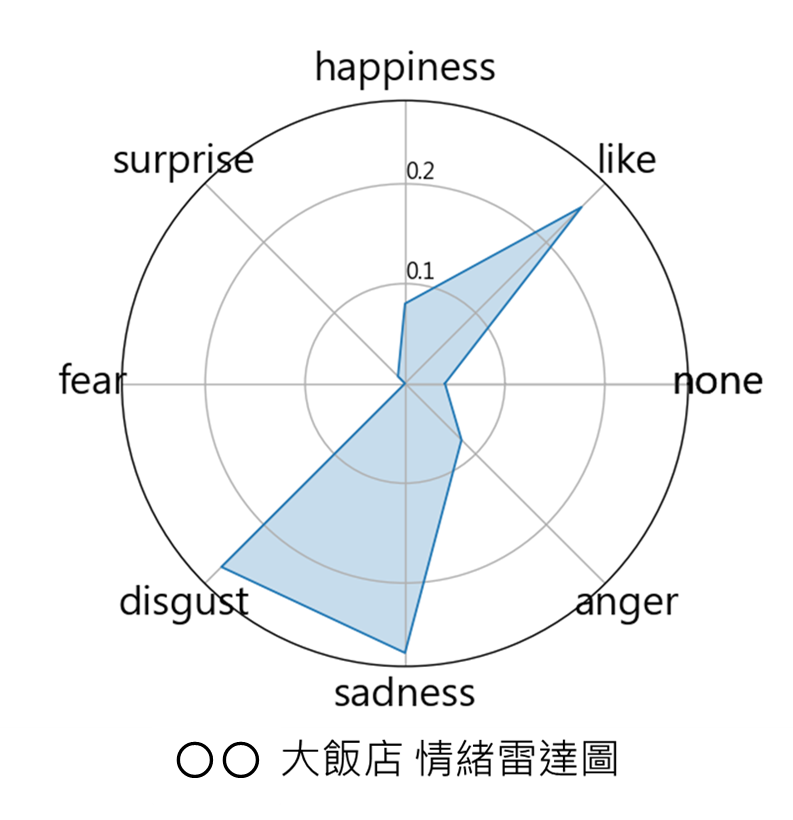 happiness
surprise
like
0.2
0.1
fear
none
disgust
anger
sadness
○○ 大飯店 情緒雷達圖